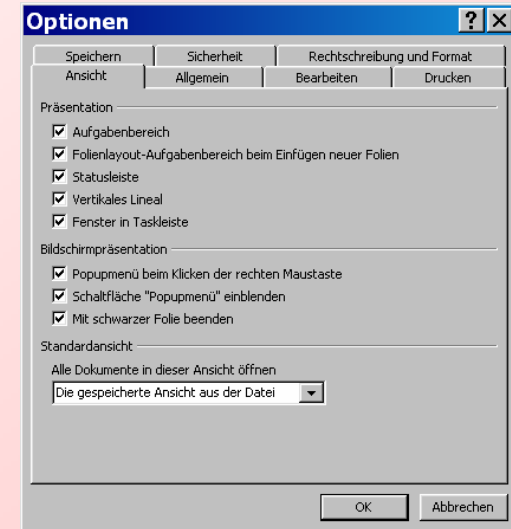 Optionen
Speichern Sicherheit Rechtschreibung und Format
Ansicht Allgemein Bearbeiten Drucken
Präsentation
Aufgabenbereich
Folienlayout-Aufgabenbereich beim Einfügen neuer Folien
Statusleiste
Vertikales Lineal
Fenster in Taskleiste
Bildschirmpräsentation
Popupmenü beim Klicken der rechten Maustaste
Schaltfläche "Popupmenü" einblenden
Mit schwarzer Folie beenden
Standardansicht
Alle Dokumente in dieser Ansicht öffnen
Die gespeicherte Ansicht aus der Datei
OK Abbrechen